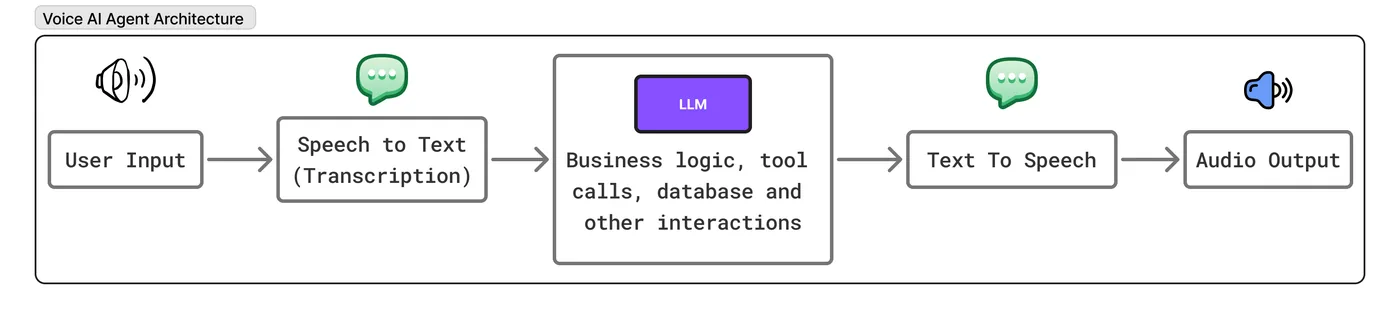 Voice AI Agent Architecture
User Input
Speech to Text
(Transcription)
LLM
Business logic, tool
calls, database and
other interactions
Text To Speech
Audio Output